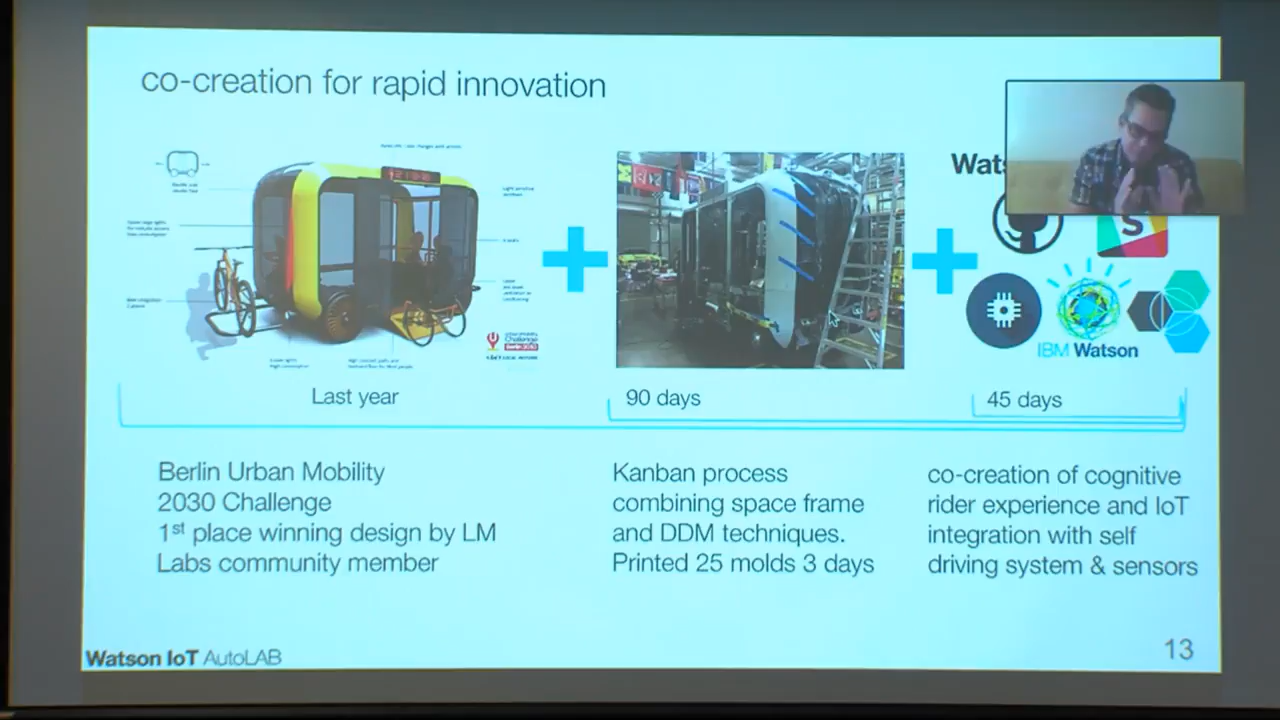 co-creation for rapid innovation
Wats
S
IBM Watson
Last year
90 days
45 days
Berlin Urban Mobility
2030 Challenge
1st place winning design by LM
Labs community member
Kanban process
combining space frame
and DDM techniques.
Printed 25 molds 3 days
co-creation of cognitive
rider experience and IoT
integration with self
driving system & sensors
Watson IoT AutoLAB
13